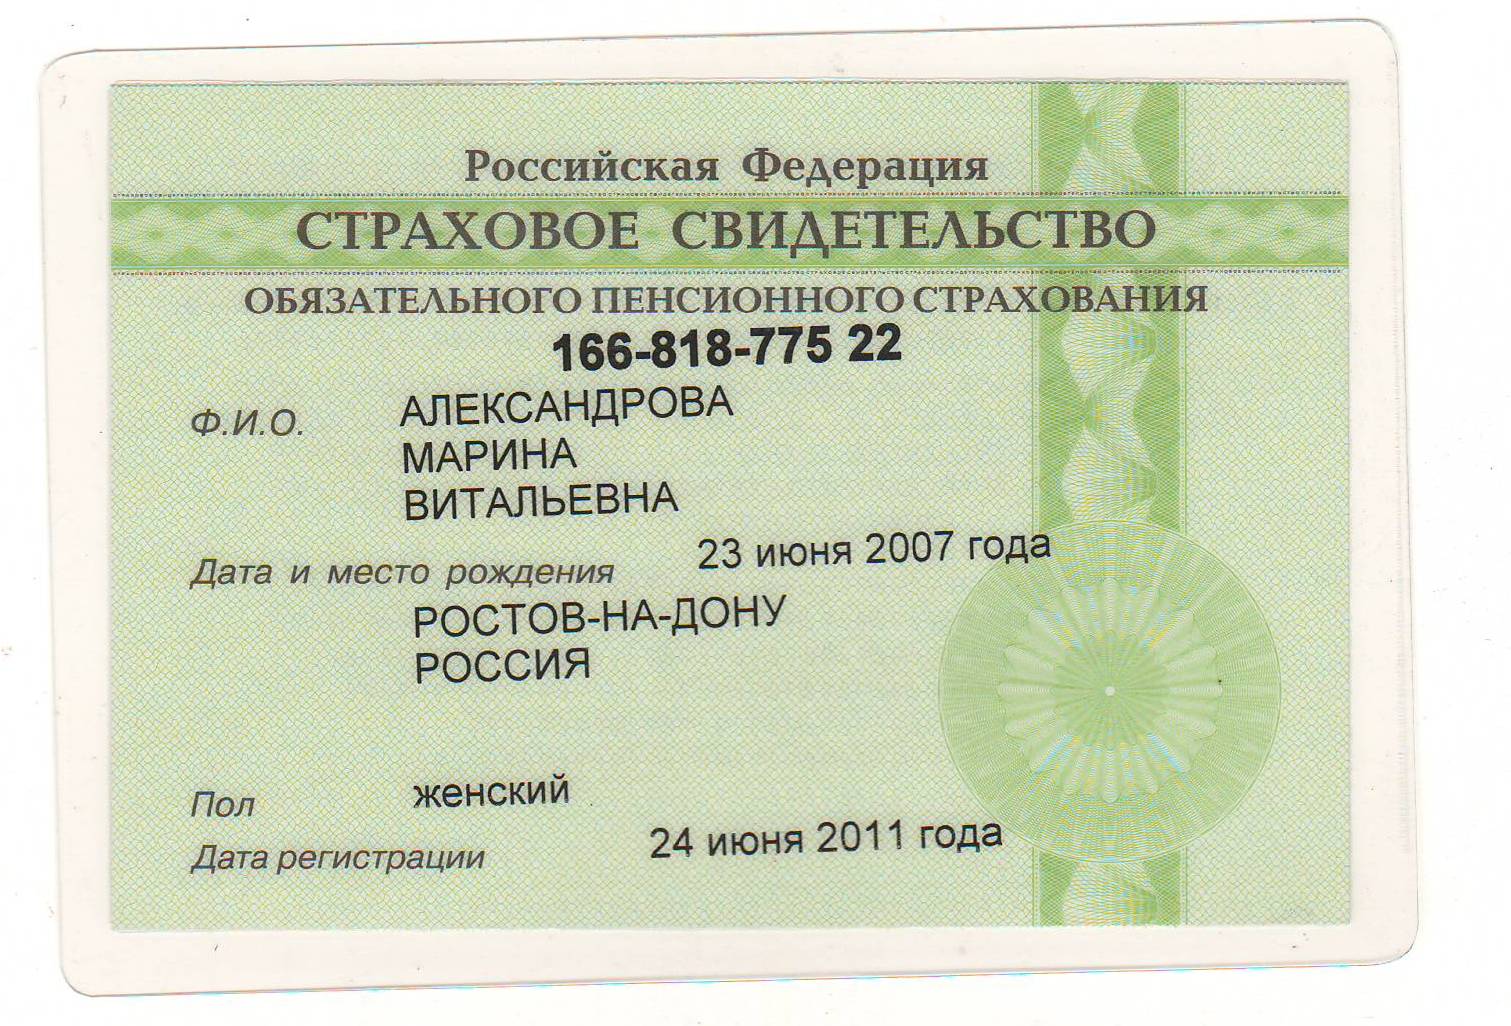 Российская Федерация
СТРАХОВОЕ СВИДЕТЕЛЬСТВО
ОБЯЗАТЕЛЬНОГО ПЕНСИОННОГО СТРАХОВАНИЯ
166-818-775 22
Ф.И.О. АЛЕКСАНДРОВА
МАРИНА
ВИТАЛЬЕВНА
Дата и место рождения 23 июня 2007 года
РОСТОВ-НА-ДОНУ
РОССИЯ
Пол женский
Дата регистрации 24 июня 2011 года